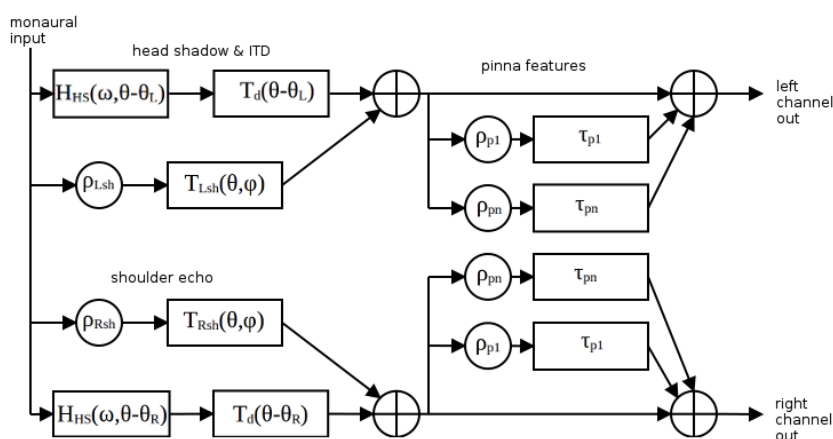 monaural
input
head shadow & ITD
pinna features
H_HS(ω,θ-θ_L)
T_d(θ-θ_L)
left
channel
out
ρ_p1
τ_p1
ρ_Lsh
T_Lsh(θ,φ)
ρ_pn
τ_pn
shoulder echo
ρ_pn
τ_pn
ρ_Rsh
T_Rsh(θ,φ)
ρ_p1
τ_p1
H_HS(ω,θ-θ_R)
T_d(θ-θ_R)
right
channel
out